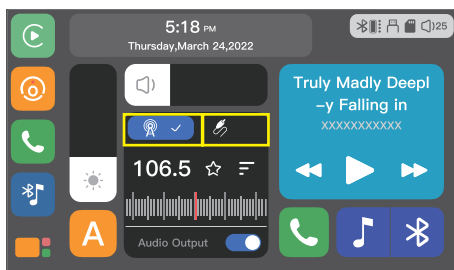 5:18 PM
Thursday,March 24,2022
25
Truly Madly Deepl
-y Falling in
XXXXXXXXXXX
106.5
A
Audio Output